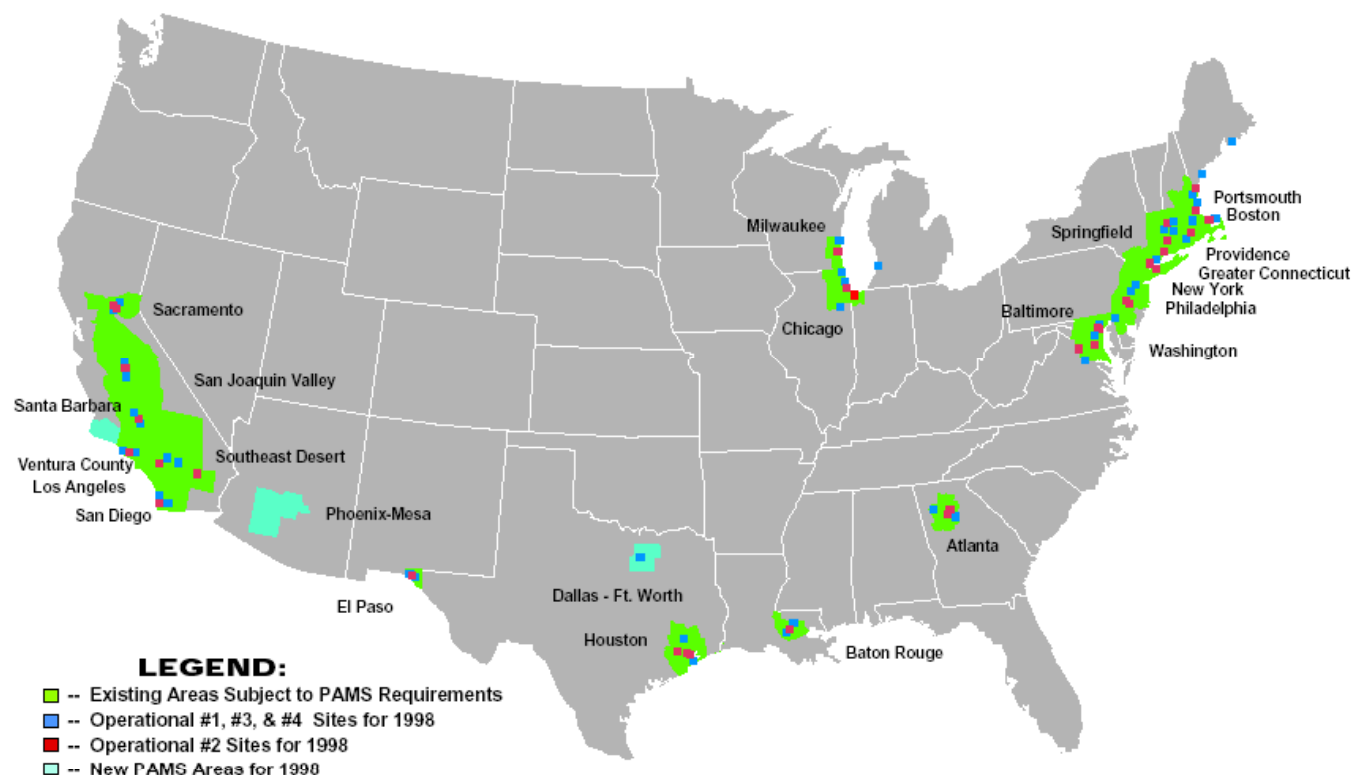 Portsmouth
Boston
Milwaukee
Springfield
Providence
Greater Connecticut
New York
Philadelphia
Sacramento
Baltimore
Chicago
Washington
San Joaquin Valley
Santa Barbara
Southeast Desert
Ventura County
Los Angeles
San Diego
Phoenix-Mesa
Atlanta
Dallas - Ft. Worth
El Paso
Houston
Baton Rouge
LEGEND:
-- Existing Areas Subject to PAMS Requirements
-- Operational #1, #3, & #4 Sites for 1998
-- Operational #2 Sites for 1998
-- New PAMS Areas for 1998